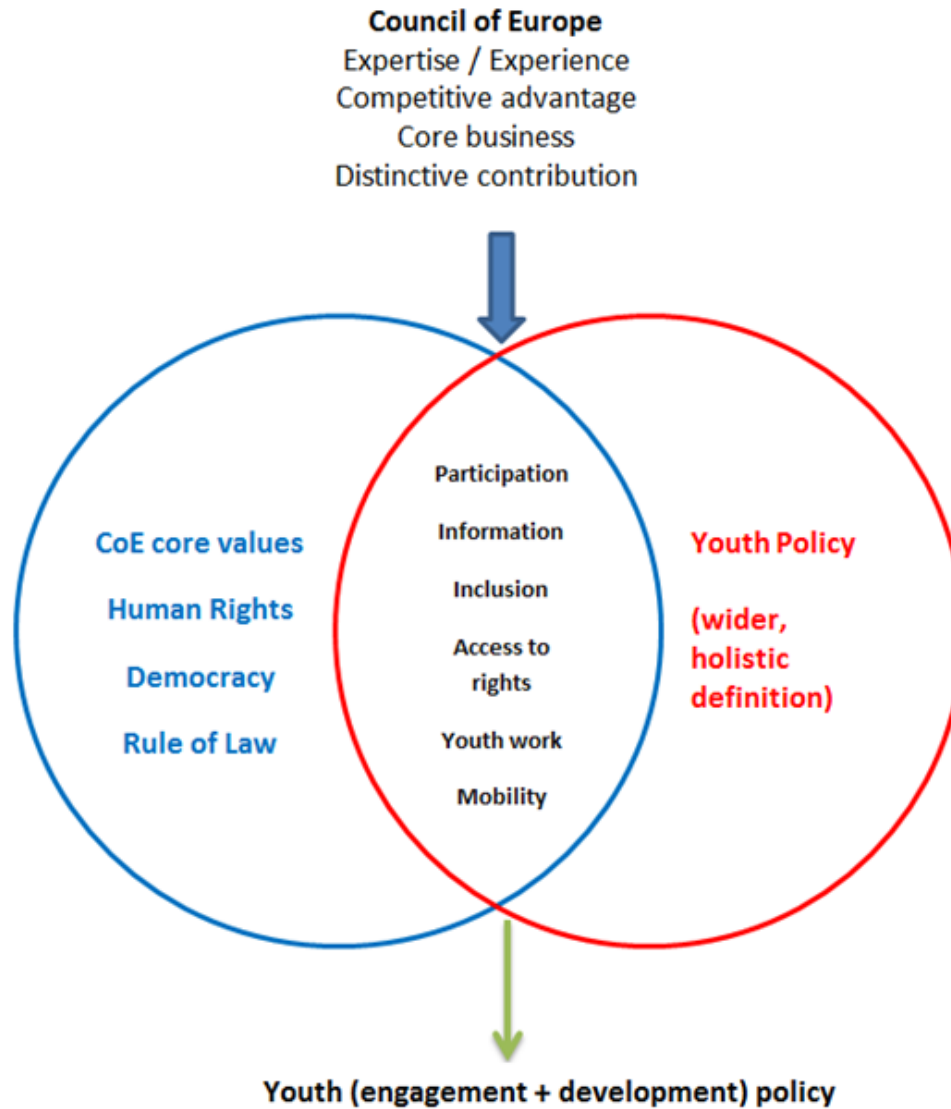 Council of Europe
Expertise / Experience
Competitive advantage
Core business
Distinctive contribution
CoE core values
Human Rights
Democracy
Rule of Law
Participation
Information
Inclusion
Access to
rights
Youth work
Mobility
Youth Policy
(wider,
holistic
definition)
Youth (engagement + development) policy